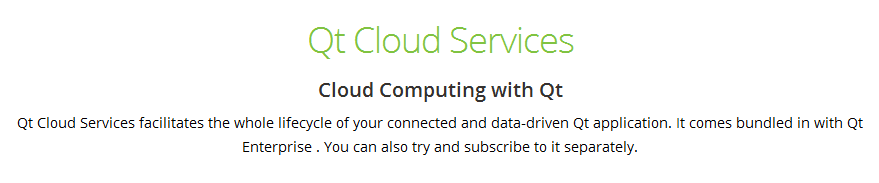 Qt Cloud Services
Cloud Computing with Qt
Qt Cloud Services facilitates the whole lifecycle of your connected and data-driven Qt application. It comes bundled in with Qt
Enterprise . You can also try and subscribe to it separately.